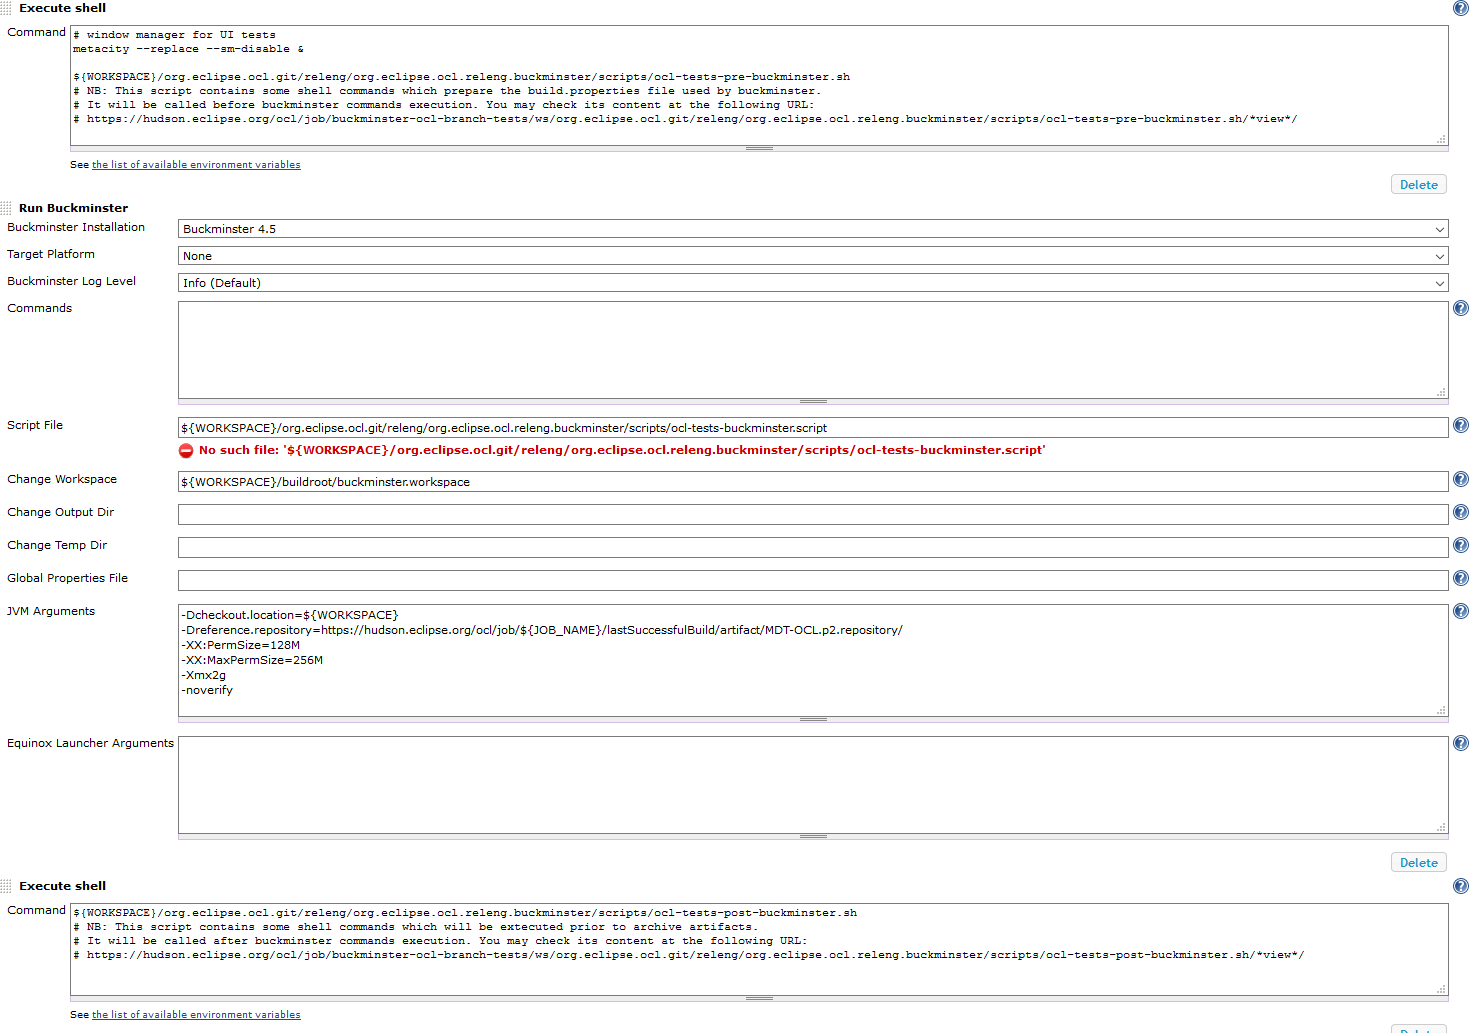 Execute shell
Command
# window manager for UI tests
metacity --replace --sm-disable &
${WORKSPACE}/org.eclipse.ocl.git/releng/org.eclipse.ocl.releng.buckminster/scripts/ocl-tests-pre-buckminster.sh
# NB: This script contains some shell commands which prepare the build.properties file used by buckminster.
# It will be called before buckminster commands execution. You may check its content at the following URL:
# https://hudson.eclipse.org/ocl/job/buckminster-ocl-branch-tests/ws/org.eclipse.ocl.git/releng/org.eclipse.ocl.releng.buckminster/scripts/ocl-tests-pre-buckminster.sh/*view*/
See the list of available environment variables
Delete
Run Buckminster
Buckminster Installation
Buckminster 4.5
Target Platform
None
Buckminster Log Level
Info (Default)
Commands
Script File
${WORKSPACE}/org.eclipse.ocl.git/releng/org.eclipse.ocl.releng.buckminster/scripts/ocl-tests-buckminster.script
No such file: '${WORKSPACE}/org.eclipse.ocl.git/releng/org.eclipse.ocl.releng.buckminster/scripts/ocl-tests-buckminster.script'
Change Workspace
${WORKSPACE}/buildroot/buckminster.workspace
Change Output Dir
Change Temp Dir
Global Properties File
JVM Arguments
-Dcheckout.location=${WORKSPACE}
-Dreference.repository=https://hudson.eclipse.org/ocl/job/${JOB_NAME}/lastSuccessfulBuild/artifact/MDT-OCL.p2.repository/
-XX:PermSize=128M
-XX:MaxPermSize=256M
-Xmx2g
-noverify
Equinox Launcher Arguments
Delete
Execute shell
Command
${WORKSPACE}/org.eclipse.ocl.git/releng/org.eclipse.ocl.releng.buckminster/scripts/ocl-tests-post-buckminster.sh
# NB: This script contains some shell commands which will be extecuted prior to archive artifacts.
# It will be called after buckminster commands execution. You may check its content at the following URL:
# https://hudson.eclipse.org/ocl/job/buckminster-ocl-branch-tests/ws/org.eclipse.ocl.git/releng/org.eclipse.ocl.releng.buckminster/scripts/ocl-tests-post-buckminster.sh/*view*/
See the list of available environment variables